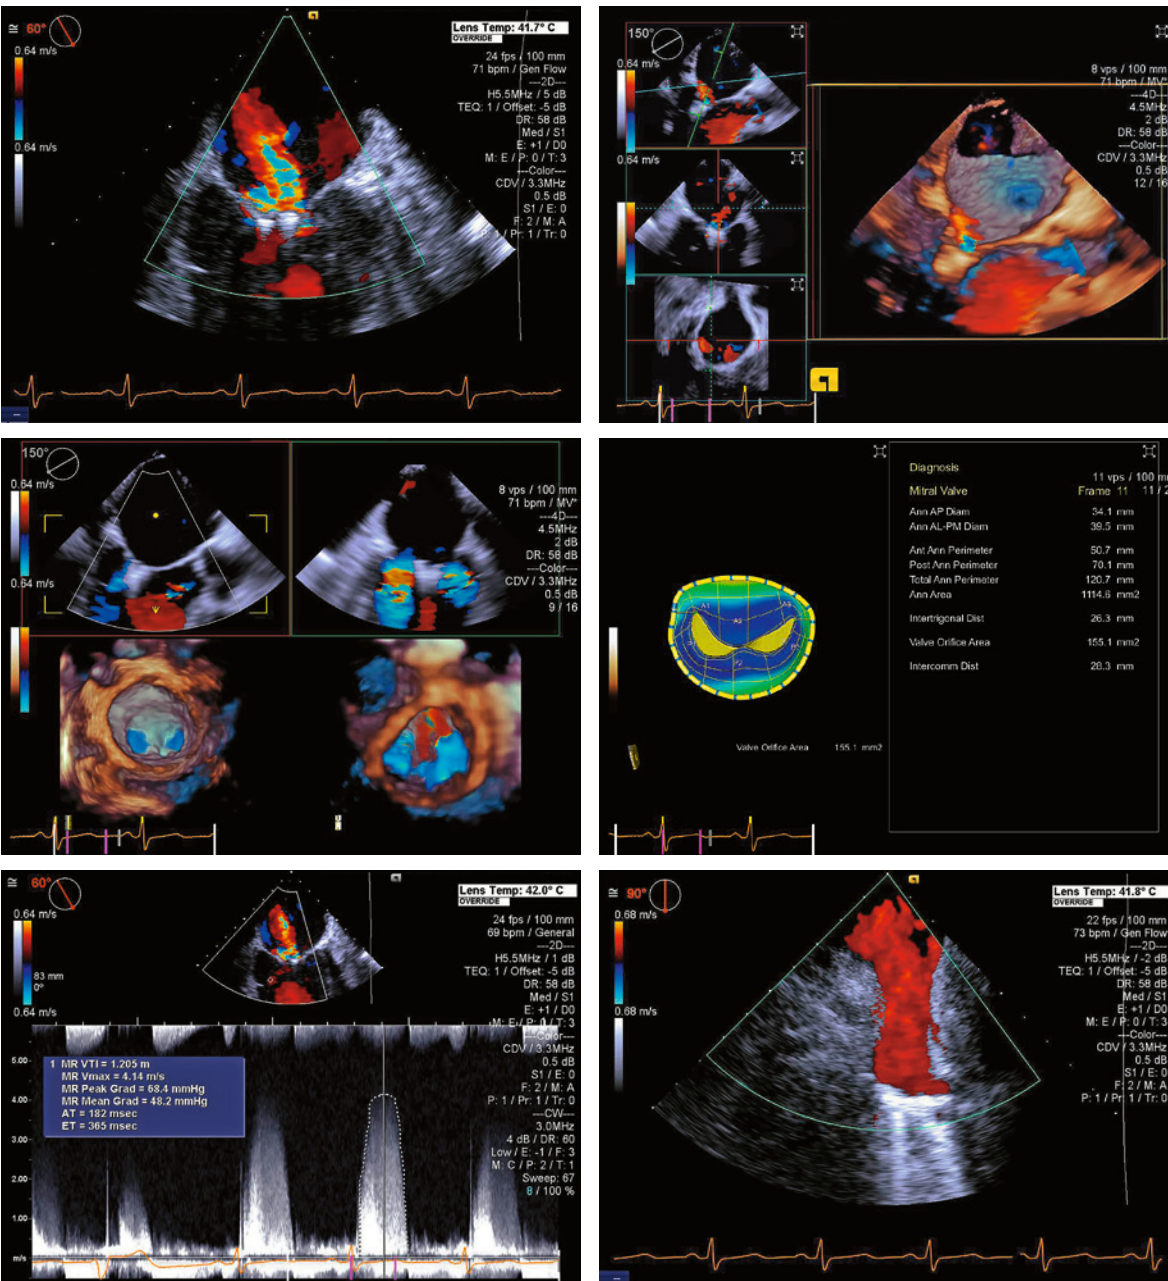 60°
Lens Temp: 41.7° C
OVERRIDE
0.64 m/s
24 fps / 100 mm
71 bpm / Gen Flow
---2D---
H5.5MHz / 5 dB
TEQ: 1 / Offset: -5 dB
DR: 58 dB
Med / S1
E: +1 / D0
M: E / P: 0 / T: 3
---Color---
CDV / 3.3MHz
0.5 dB
S1 / E: 0
F: 2 / M: A
P: 1 / Pr: 1 / Tr: 0
0.64 m/s
150°
0.64 m/s
0.64 m/s
8 vps / 100 mm
71 bpm / MV*
---4D---
4.5MHz
2 dB
DR: 58 dB
---Color---
CDV / 3.3MHz
0.5 dB
12 / 16
150°
0.64 m/s
0.64 m/s
8 vps / 100 mm
71 bpm / MV*
---4D---
4.5MHz
2 dB
DR: 58 dB
---Color---
CDV / 3.3MHz
0.5 dB
9 / 16
Diagnosis
11 vps / 100
Mitral Valve Frame 11
Ann AP Diam 34.1 mm
Ann AL-PM Diam 39.5 mm
Ant Ann Perimeter 50.7 mm
Post Ann Perimeter 70.1 mm
Total Ann Perimeter 120.7 mm
Ann Area 1114.6 mm2
Intertrigonal Dist 26.3 mm
Valve Orifice Area 155.1 mm2
Intercomm Dist 28.3 mm
A1
A2
A3
P2
Valve Orifice Area 155.1 mm2
60°
Lens Temp: 42.0° C
OVERRIDE
0.64 m/s
83 mm
0°
0.64 m/s
24 fps / 100 mm
69 bpm / General
---2D---
H5.5MHz / 1 dB
TEQ: 1 / Offset: -5 dB
DR: 58 dB
Med / S1
E: +1 / D0
M: E / P: 0 / T: 3
---Color---
CDV / 3.3MHz
0.5 dB
S1 / E: 0
F: 2 / M: A
P: 1 / Pr: 1 / Tr: 0
---CW---
3.0MHz
4 dB / DR: 60
Low / E: -1 / F: 3
M: C / P: 2 / T: 1
Sweep: 67
8 / 100 %
1 MR VTI = 1.205 m
MR Vmax = 4.14 m/s
MR Peak Grad = 68.4 mmHg
MR Mean Grad = 48.2 mmHg
AT = 182 msec
ET = 365 msec
5.00
4.00
3.00
2.00
1.00
m/s
90°
Lens Temp: 41.8° C
OVERRIDE
0.68 m/s
0.68 m/s
22 fps / 100 mm
73 bpm / Gen Flow
---2D---
H5.5MHz / -2 dB
TEQ: 1 / Offset: -5 dB
DR: 58 dB
Med / S1
E: +1 / D0
M: E / P: 0 / T: 3
---Color---
CDV / 3.3MHz
0.5 dB
S1 / E: 0
F: 2 / M: A
P: 1 / Pr: 1 / Tr: 0